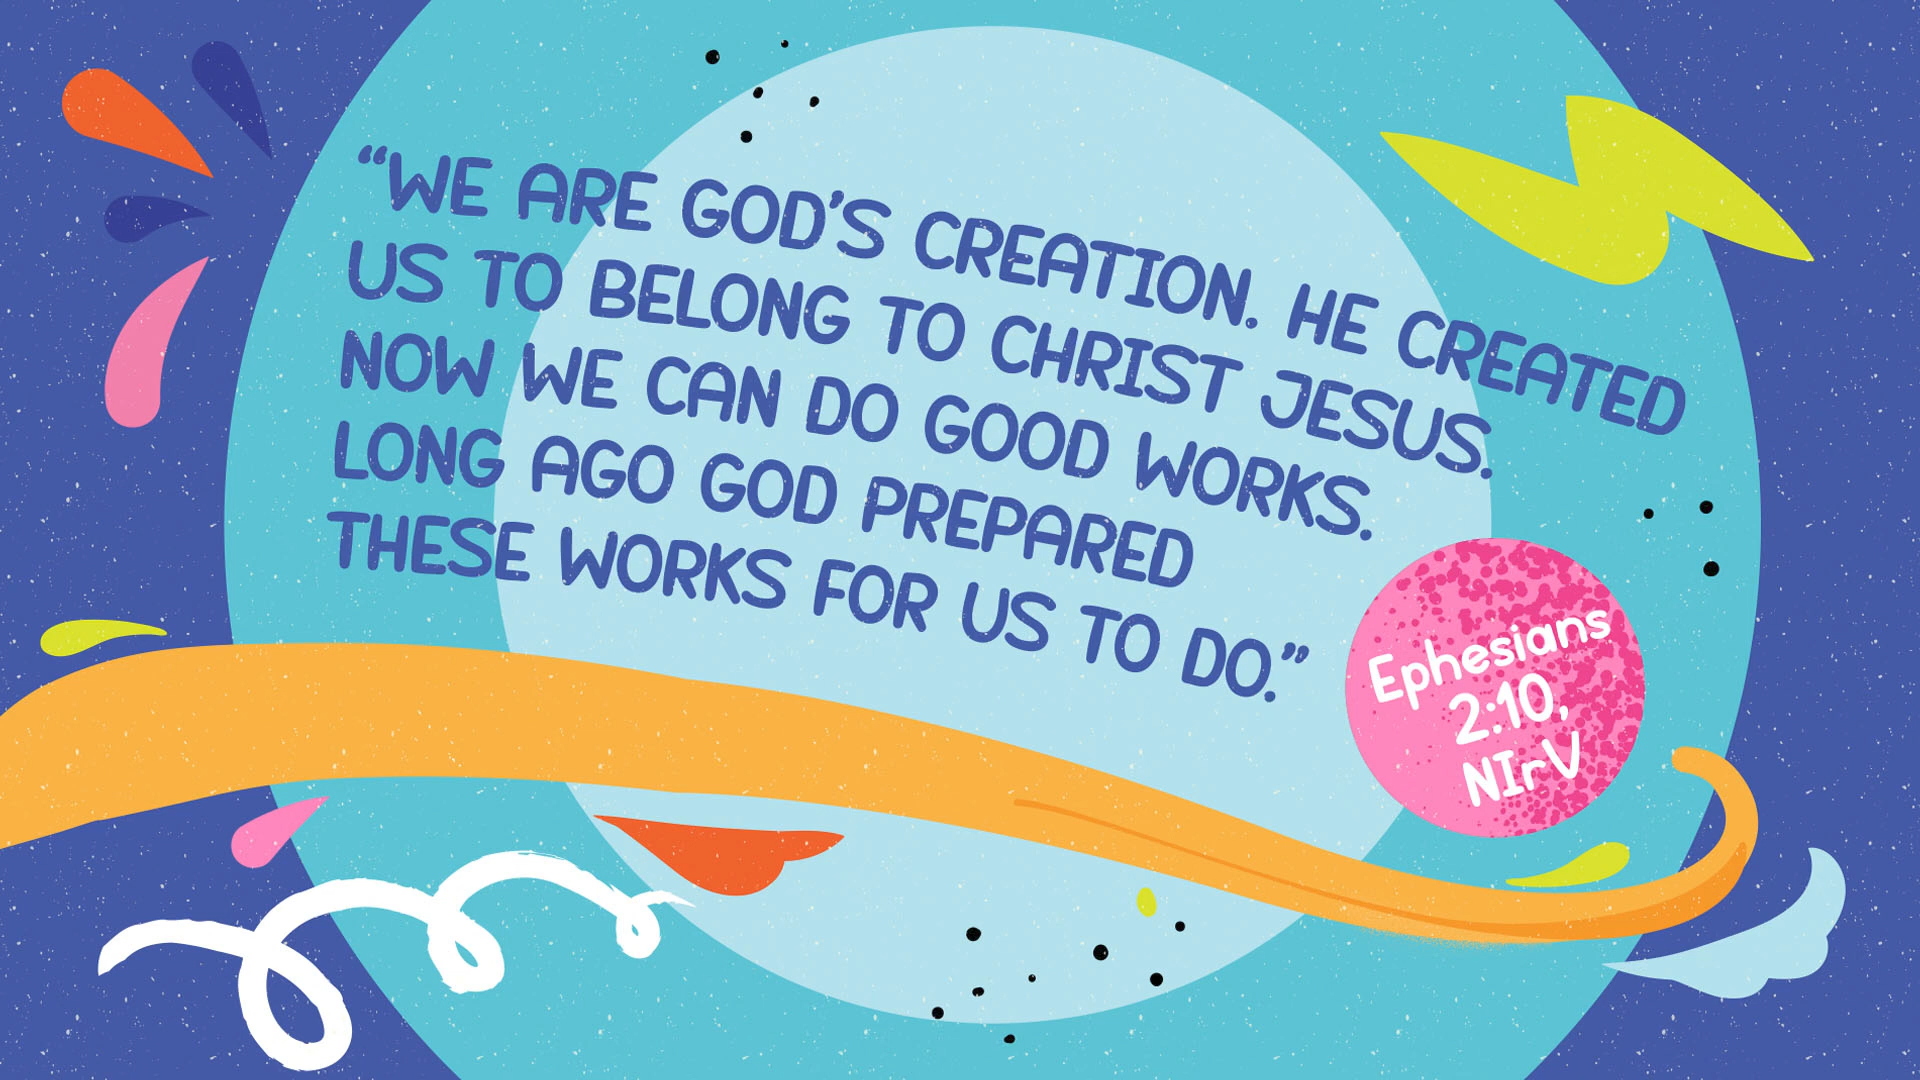 “WE ARE GOD’S CREATION. HE CREATED
US TO BELONG TO CHRIST JESUS.
NOW WE CAN DO GOOD WORKS.
LONG AGO GOD PREPARED
THESE WORKS FOR US TO DO.”
Ephesians
2:10,
NIrV